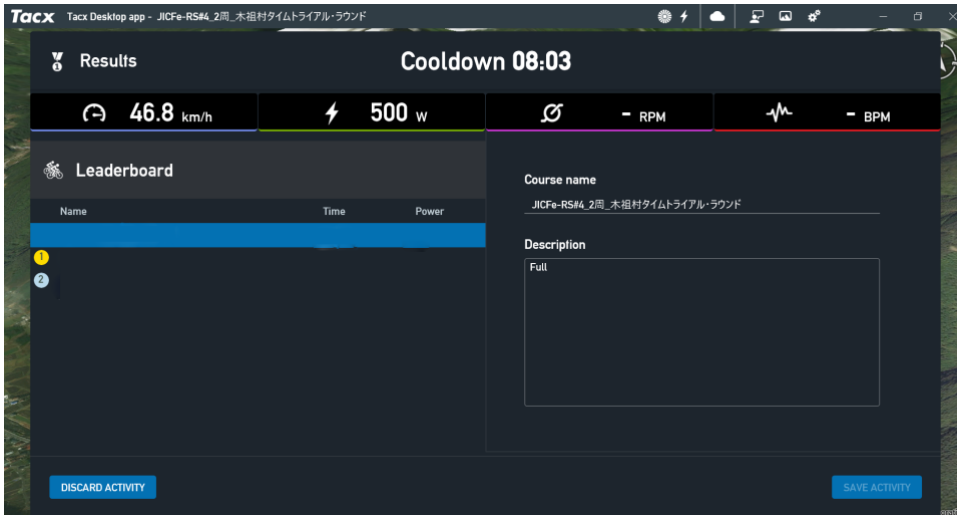 Tacx Tacx Desktop app - JICFe-RS#4_2周_木祖村タイムトライアル・ラウンド
Results
Cooldown 08:03
46.8 km/h
500 W
- RPM
- BPM
Leaderboard
Name Time Power
1
2
Course name
JICFe-RS#4_2周_木祖村タイムトライアル・ラウンド
Description
Full
DISCARD ACTIVITY
SAVE ACTIVITY